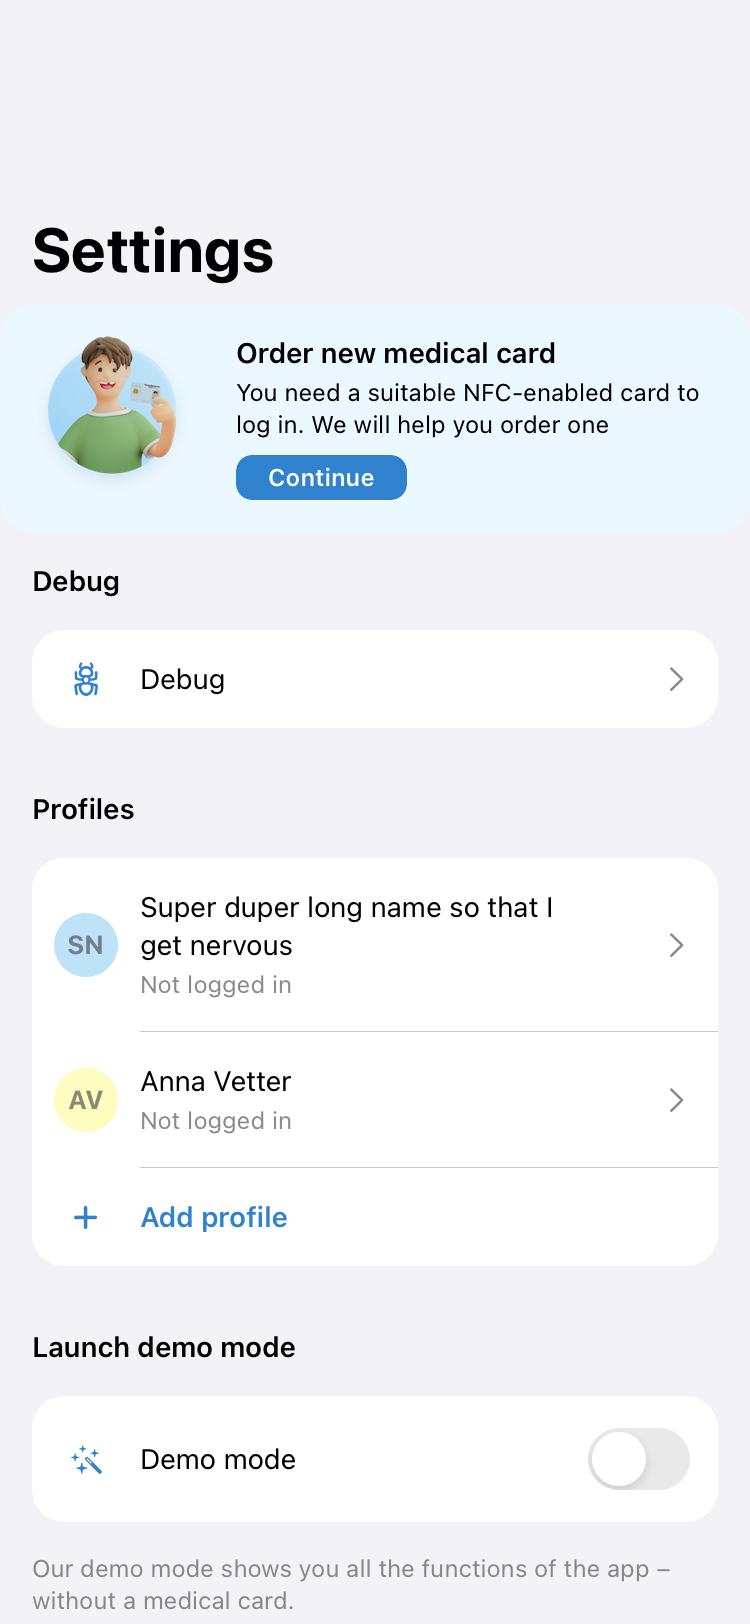 Settings
Order new medical card
You need a suitable NFC-enabled card to
log in. We will help you order one
Continue
Debug
Debug
Profiles
SN
Super duper long name so that I
get nervous
Not logged in
AV
Anna Vetter
Not logged in
Add profile
Launch demo mode
Demo mode
Our demo mode shows you all the functions of the app –
without a medical card.